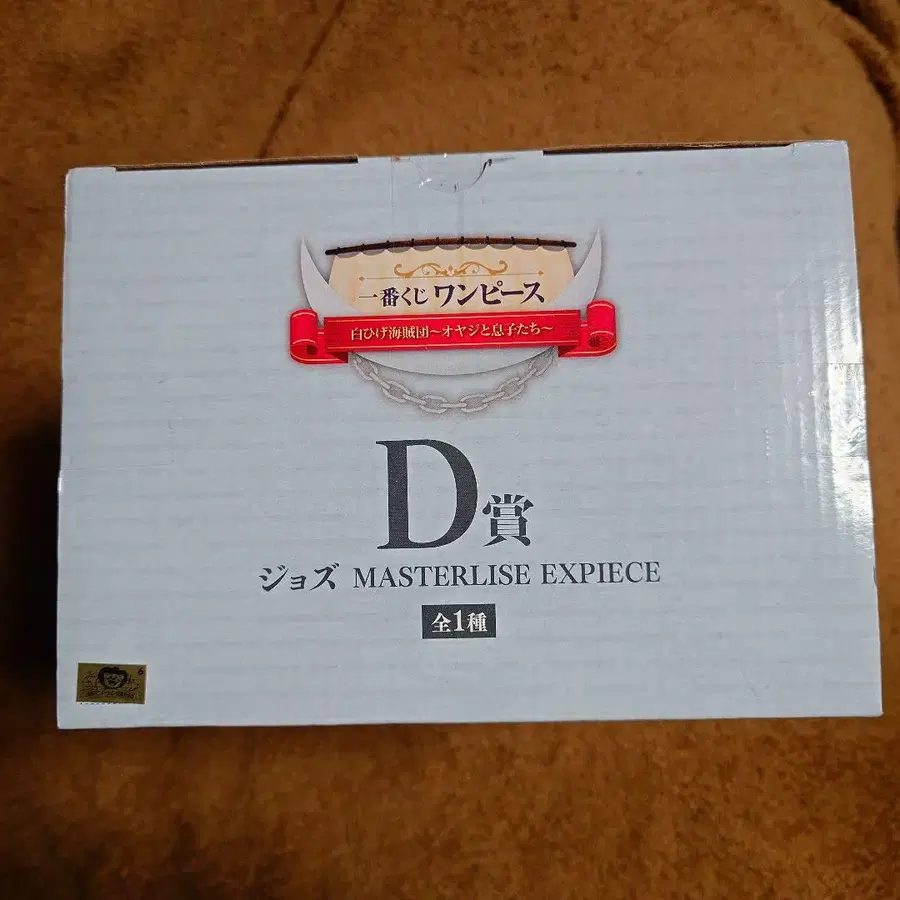 一番くじ ワンピース
白ひげ海賊団～オヤジと息子たち～
D賞
ジョズ MASTERLISE EXPIECE
全1種